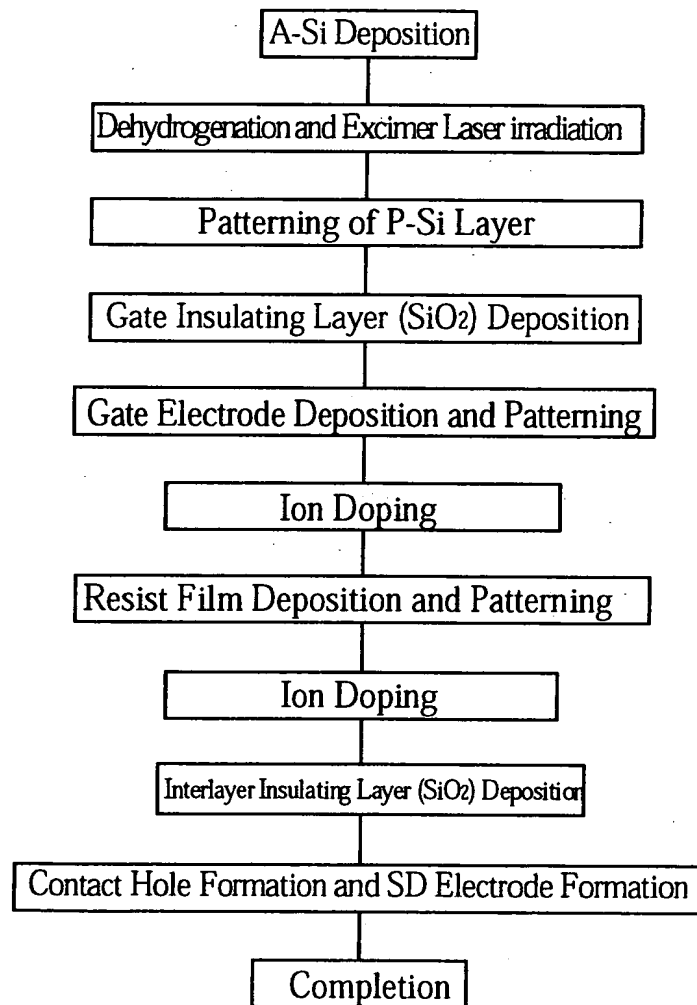 A-Si Deposition
Dehydrogenation and Excimer Laser irradiation
Patterning of P-Si Layer
Gate Insulating Layer (SiO2) Deposition
Gate Electrode Deposition and Patterning
Ion Doping
Resist Film Deposition and Patterning
Ion Doping
Interlayer Insulating Layer (SiO2) Deposition
Contact Hole Formation and SD Electrode Formation
Completion